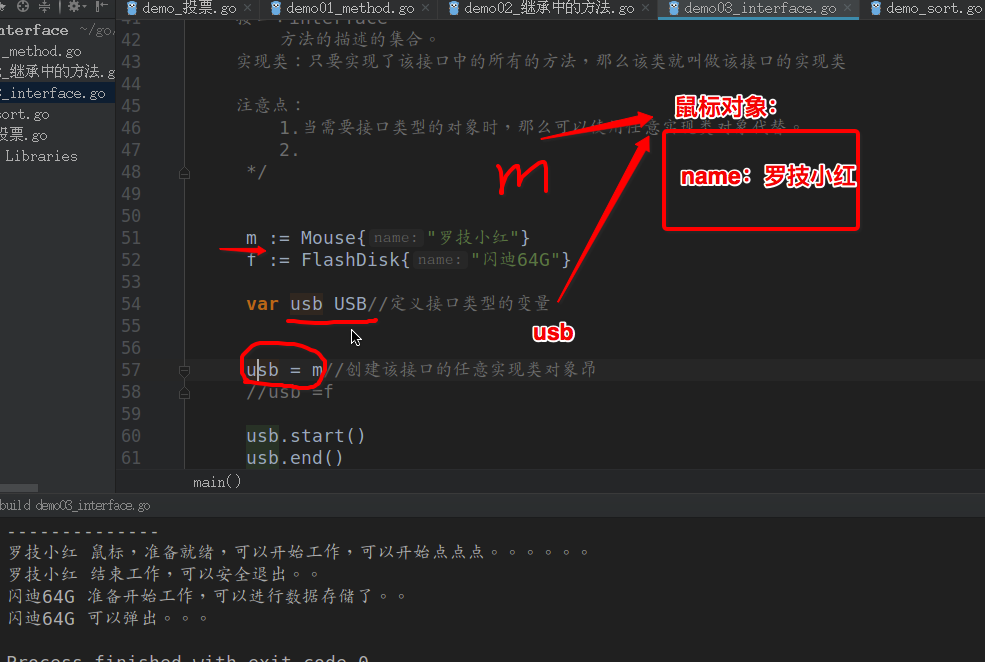 demo_投票.go × demo01_method.go × demo02_继承中的方法.go × demo03_interface.go × demo_sort.go
nterface ~/go/
_method.go
_继承中的方法.g
_interface.go
sort.go
投票.go
Libraries
42 方法的描述的集合。
43 实现类：只要实现了该接口中的所有的方法，那么该类就叫做该接口的实现类
44
45 注意点：
46 1.当需要接口类型的对象时，那么可以使用任意实现类对象代替。
47 2.
48 */
49
50
51 m := Mouse{name: "罗技小红"}
52 f := FlashDisk{name: "闪迪64G"}
53
54 var usb USB//定义接口类型的变量
55
56
57 usb = m//创建该接口的任意实现类对象昂
58 //usb =f
59
60 usb.start()
61 usb.end()
鼠标对象：
name：罗技小红
m
usb
main()
build demo03_interface.go
--------------
罗技小红 鼠标，准备就绪，可以开始工作，可以开始点点点。。。。。。
罗技小红 结束工作，可以安全退出。。
闪迪64G 准备开始工作，可以进行数据存储了。。
闪迪64G 可以弹出。。。
Process finished with exit code 0